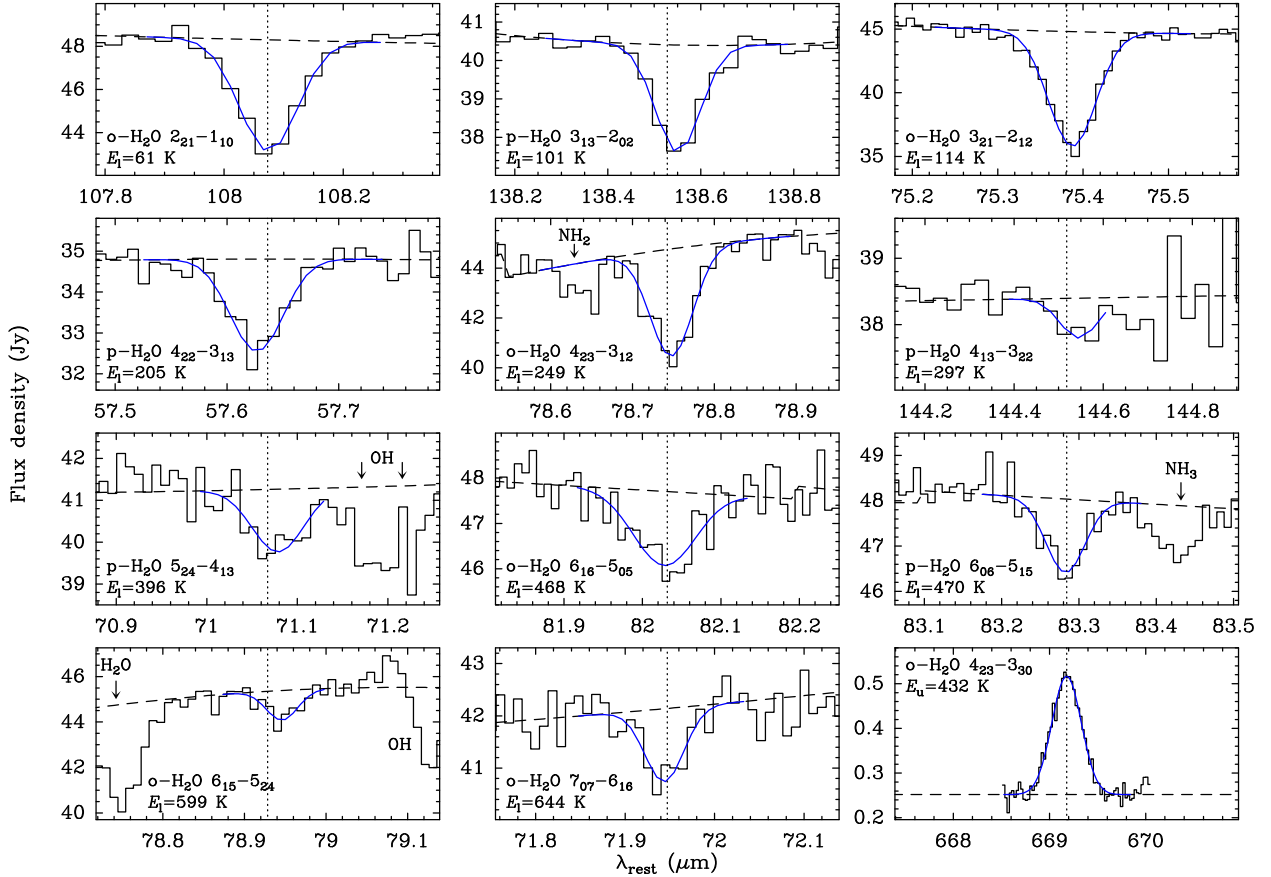 48
46
44
o−H₂O 2₂₁−1₁₀
Eₗ=61 K
107.8 108 108.2
41
40
39
38
p−H₂O 3₁₃−2₀₂
Eₗ=101 K
138.2 138.4 138.6 138.8
45
40
35
o−H₂O 3₂₁−2₁₂
Eₗ=114 K
75.2 75.3 75.4 75.5
35
34
33
32
p−H₂O 4₂₂−3₁₃
Eₗ=205 K
57.5 57.6 57.7
44
42
40
NH₂
o−H₂O 4₂₃−3₁₂
Eₗ=249 K
78.6 78.7 78.8 78.9
39
38
p−H₂O 4₁₃−3₂₂
Eₗ=297 K
144.2 144.4 144.6 144.8
42
41
40
39
OH
p−H₂O 5₂₄−4₁₃
Eₗ=396 K
70.9 71 71.1 71.2
48
47
46
o−H₂O 6₁₆−5₀₅
Eₗ=468 K
81.9 82 82.1 82.2
49
48
47
46
NH₃
p−H₂O 6₀₆−5₁₅
Eₗ=470 K
83.1 83.2 83.3 83.4 83.5
46
44
42
40
H₂O
OH
o−H₂O 6₁₅−5₂₄
Eₗ=599 K
78.8 78.9 79 79.1
43
42
41
40
o−H₂O 7₀₇−6₁₆
Eₗ=644 K
71.8 71.9 72 72.1
0.5
0.4
0.3
0.2
o−H₂O 4₂₃−3₃₀
Eᵤ=432 K
668 669 670
Flux density (Jy)
λrest (μm)